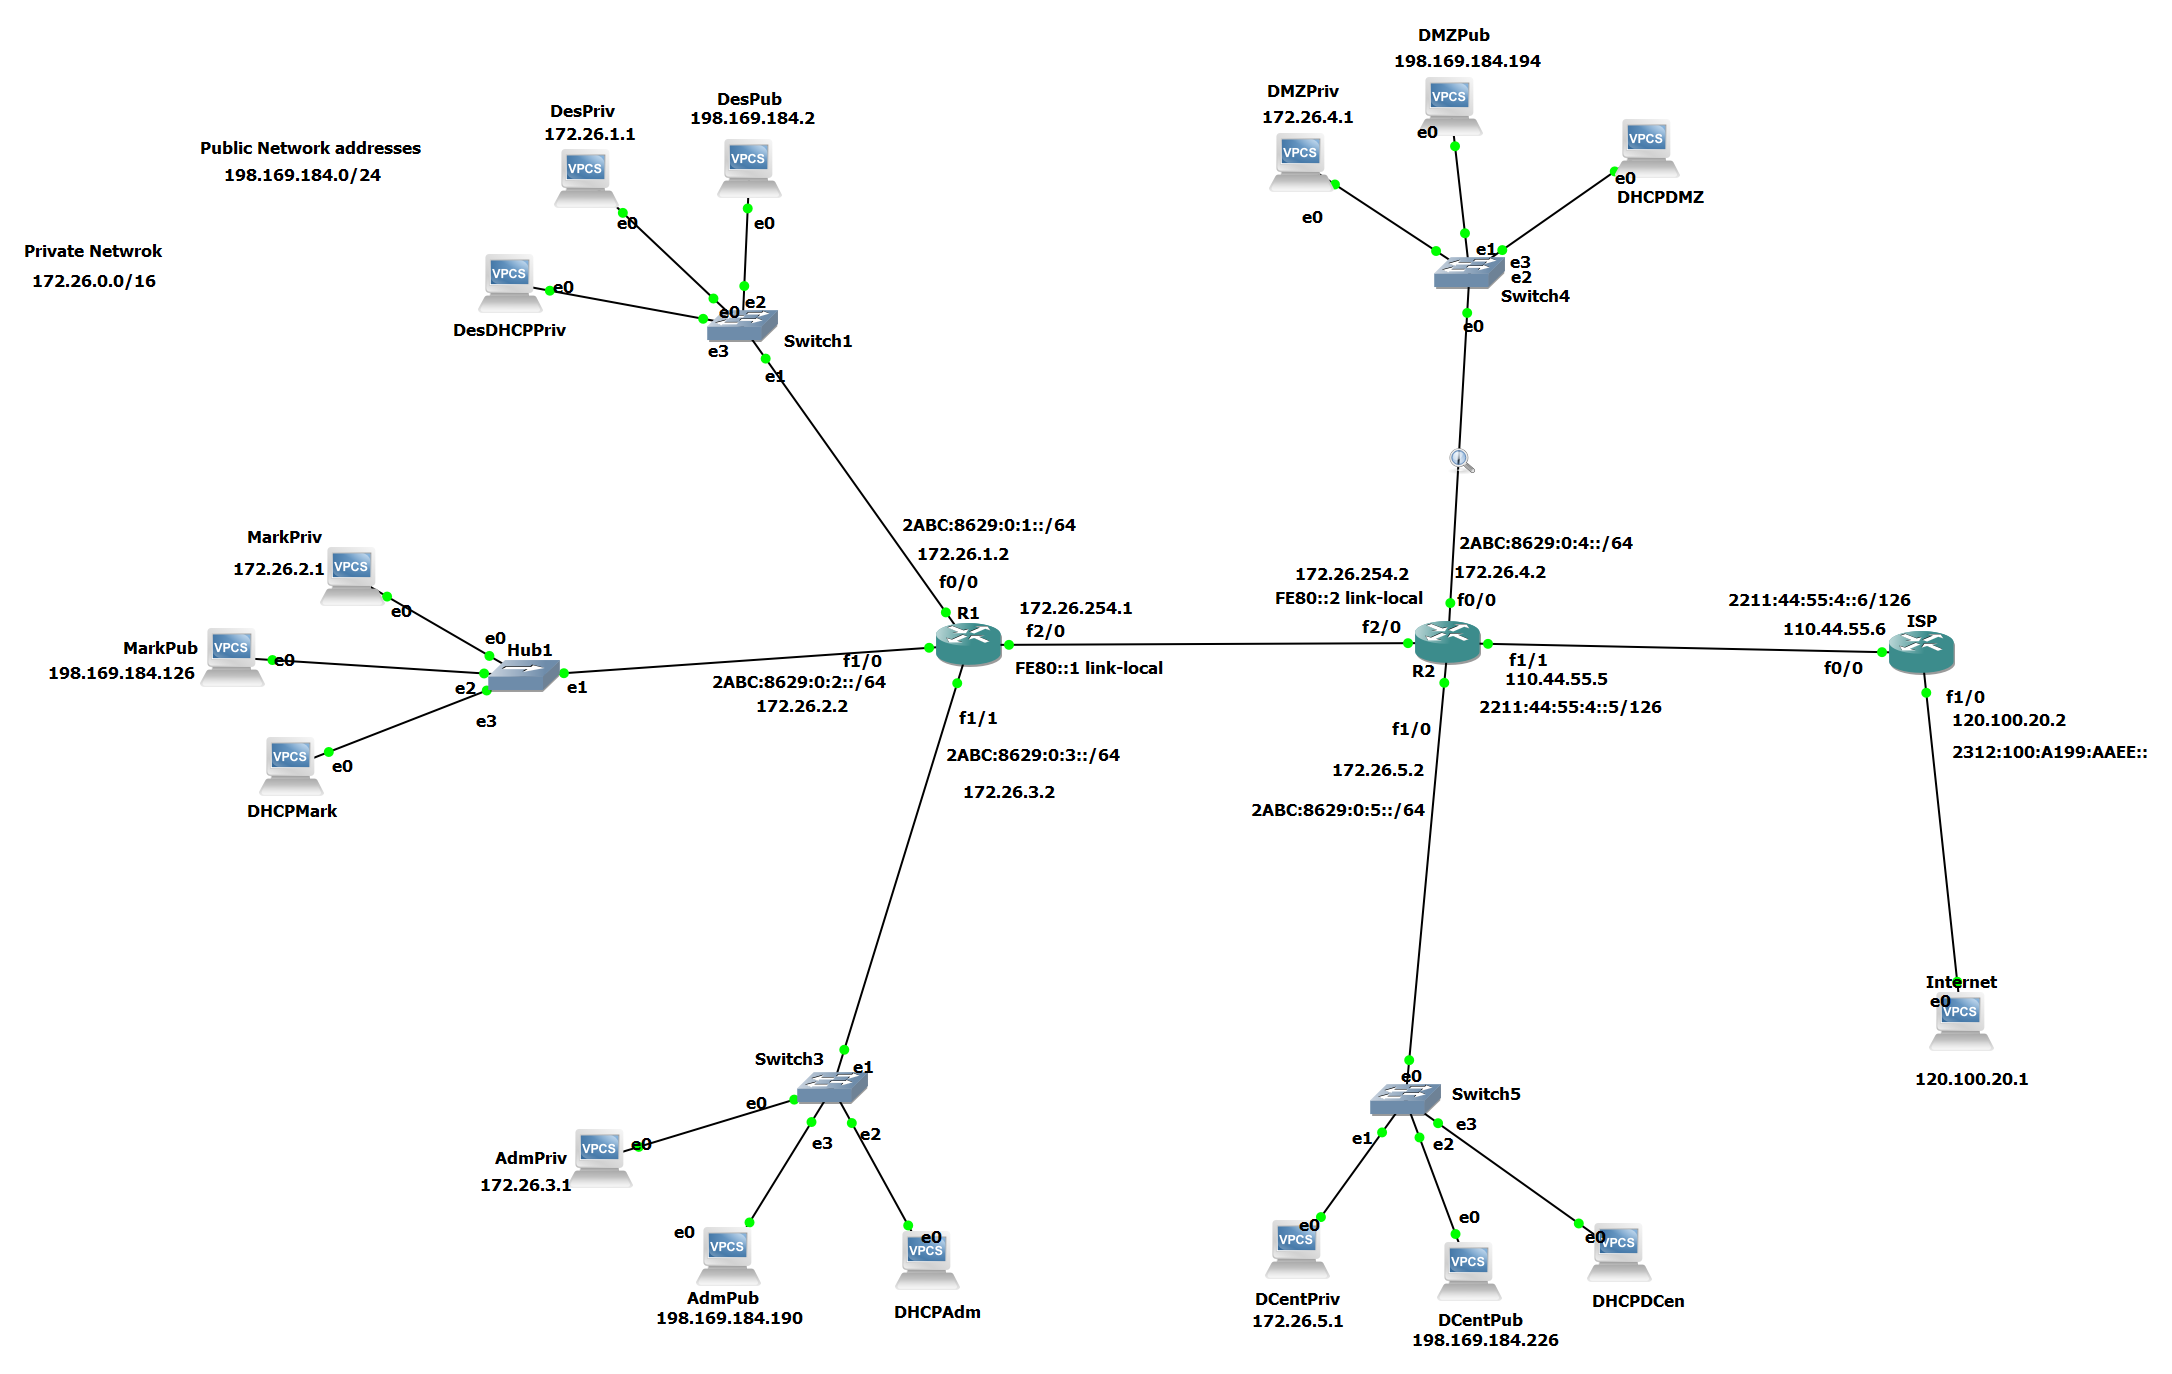 Public Network addresses
198.169.184.0/24
Private Netwrok
172.26.0.0/16
DesPriv
172.26.1.1
VPCS
e0
DesPub
198.169.184.2
VPCS
e0
VPCS
e0
DesDHCPPriv
e0
e2
e3
Switch1
e1
DMZPub
198.169.184.194
VPCS
e0
DMZPriv
172.26.4.1
VPCS
e0
VPCS
e0
DHCPDMZ
e1
e3
e2
Switch4
e0
MarkPriv
172.26.2.1
VPCS
e0
MarkPub
198.169.184.126
VPCS
e0
VPCS
e0
DHCPMark
e0
Hub1
e2
e1
e3
2ABC:8629:0:1::/64
172.26.1.2
f0/0
R1
172.26.254.1
f2/0
FE80::1 link-local
f1/0
2ABC:8629:0:2::/64
172.26.2.2
f1/1
2ABC:8629:0:3::/64
172.26.3.2
2ABC:8629:0:4::/64
172.26.4.2
172.26.254.2
FE80::2 link-local
f0/0
f2/0
R2
f1/1
110.44.55.5
2211:44:55:4::5/126
f1/0
172.26.5.2
2ABC:8629:0:5::/64
2211:44:55:4::6/126
110.44.55.6
ISP
f0/0
f1/0
120.100.20.2
2312:100:A199:AAEE::
Internet
e0
VPCS
120.100.20.1
Switch3
e1
e0
e3
e2
e0
VPCS
AdmPriv
172.26.3.1
e0
VPCS
AdmPub
198.169.184.190
e0
VPCS
DHCPAdm
e0
Switch5
e1
e2
e3
e0
VPCS
DCentPriv
172.26.5.1
e0
VPCS
DCentPub
198.169.184.226
e0
VPCS
DHCPDCen